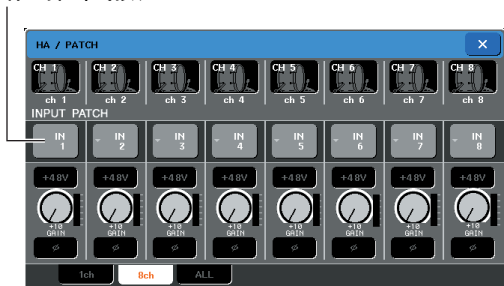 HA / PATCH
CH 1 CH 2 CH 3 CH 4 CH 5 CH 6 CH 7 CH 8
ch 1 ch 2 ch 3 ch 4 ch 5 ch 6 ch 7 ch 8
INPUT PATCH
IN 1 IN 2 IN 3 IN 4 IN 5 IN 6 IN 7 IN 8
+48V +48V +48V +48V +48V +48V +48V +48V
+10 +10 +10 +10 +10 +10 +10 +10
GAIN GAIN GAIN GAIN GAIN GAIN GAIN GAIN
ø ø ø ø ø ø ø ø
1ch 8ch ALL